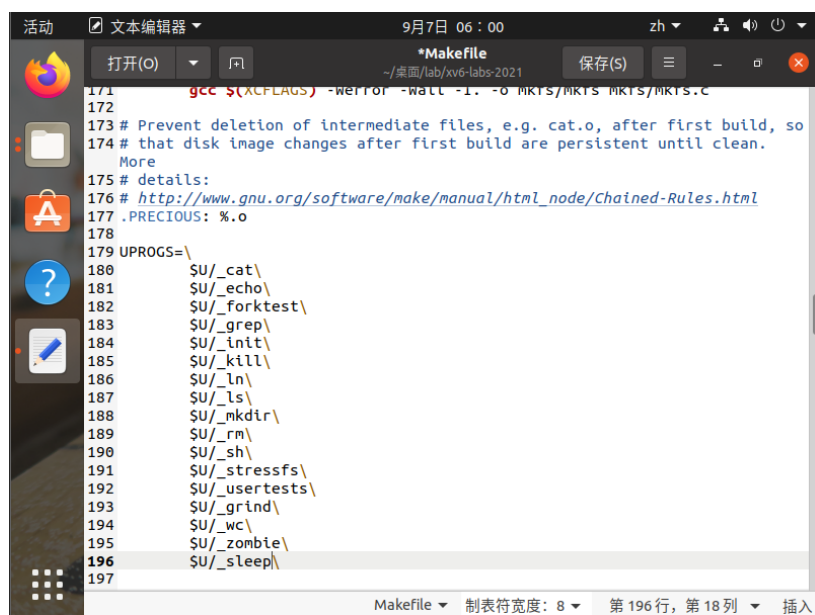 活动 文本编辑器 9月7日 06：00 zh
打开(O) *Makefile 保存(S)
~/桌面/lab/xv6-labs-2021
171 gcc $(XCFLAGS) -Werror -Wall -I. -o mkfs/mkfs mkfs/mkfs.c
172
173 # Prevent deletion of intermediate files, e.g. cat.o, after first build, so
174 # that disk image changes after first build are persistent until clean.
More
175 # details:
176 # http://www.gnu.org/software/make/manual/html_node/Chained-Rules.html
177 .PRECIOUS: %.o
178
179 UPROGS=\
180 $U/_cat\
181 $U/_echo\
182 $U/_forktest\
183 $U/_grep\
184 $U/_init\
185 $U/_kill\
186 $U/_ln\
187 $U/_ls\
188 $U/_mkdir\
189 $U/_rm\
190 $U/_sh\
191 $U/_stressfs\
192 $U/_usertests\
193 $U/_grind\
194 $U/_wc\
195 $U/_zombie\
196 $U/_sleep\
197
Makefile 制表符宽度：8 第 196 行，第 18 列 插入